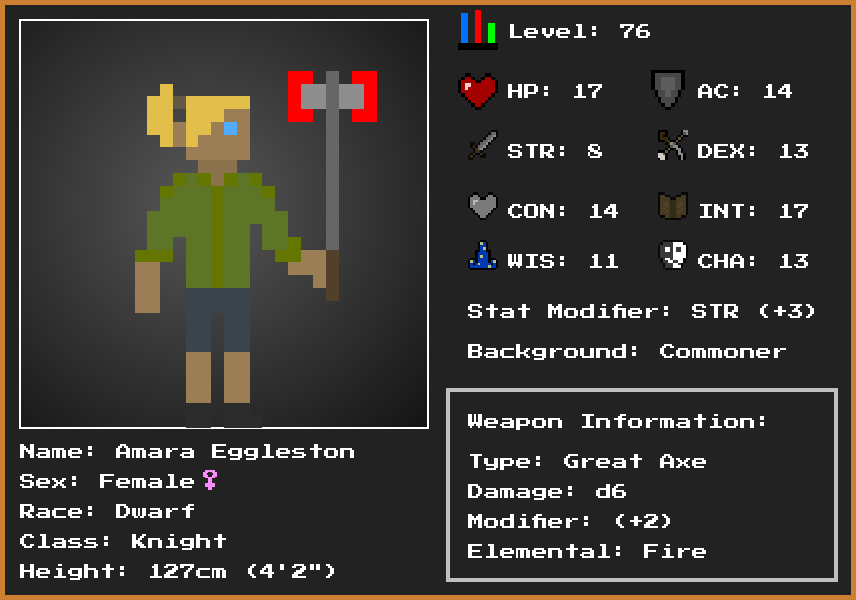 Level: 76
HP: 17
AC: 14
STR: 8
DEX: 13
CON: 14
INT: 17
WIS: 11
CHA: 13
Stat Modifier: STR (+3)
Background: Commoner
Weapon Information:
Type: Great Axe
Damage: d6
Modifier: (+2)
Elemental: Fire
Name: Amara Eggleston
Sex: Female♀
Race: Dwarf
Class: Knight
Height: 127cm (4'2")